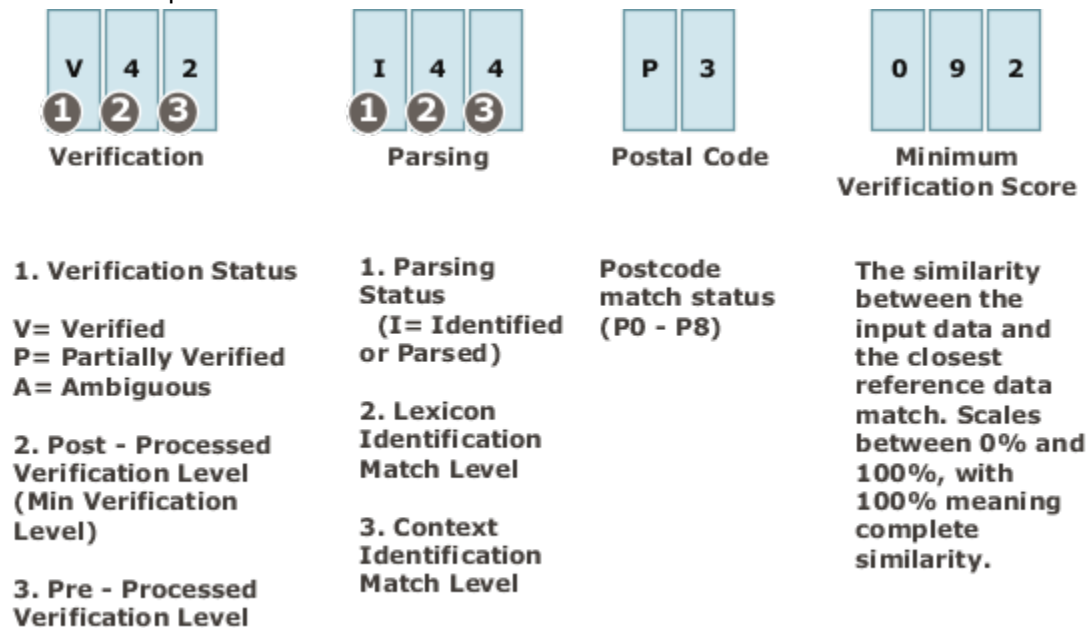 V 4 2
1 2 3
Verification
I 4 4
1 2 3
Parsing
P 3
Postal Code
0 9 2
Minimum
Verification Score
1. Verification Status
V= Verified
P= Partially Verified
A= Ambiguous
2. Post - Processed
Verification Level
(Min Verification
Level)
3. Pre - Processed
Verification Level
1. Parsing
Status
(I= Identified
or Parsed)
2. Lexicon
Identification
Match Level
3. Context
Identification
Match Level
Postcode
match status
(P0 - P8)
The similarity
between the
input data and
the closest
reference data
match. Scales
between 0% and
100%, with
100% meaning
complete
similarity.